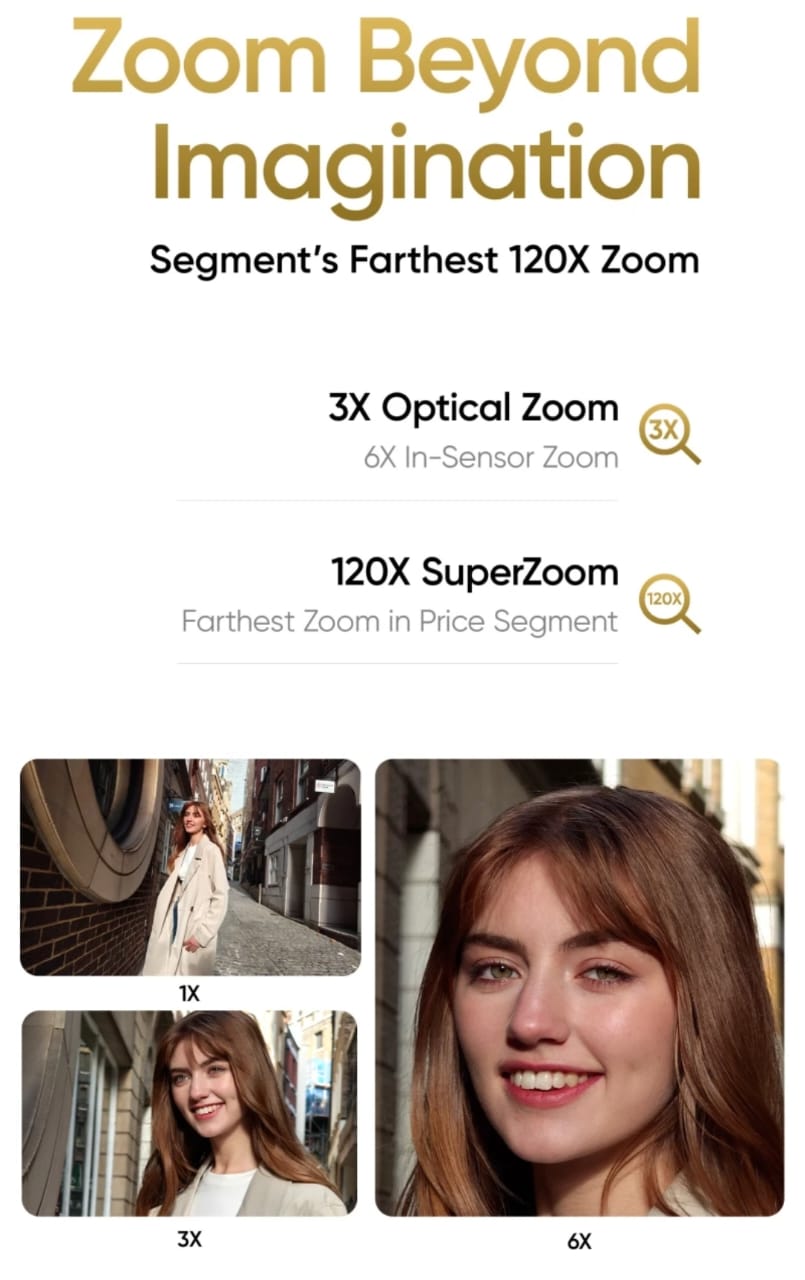 Zoom Beyond
Imagination
Segment's Farthest 120X Zoom
3X Optical Zoom
6X In-Sensor Zoom
3X
120X SuperZoom
Farthest Zoom in Price Segment
120X
1X
3X
6X